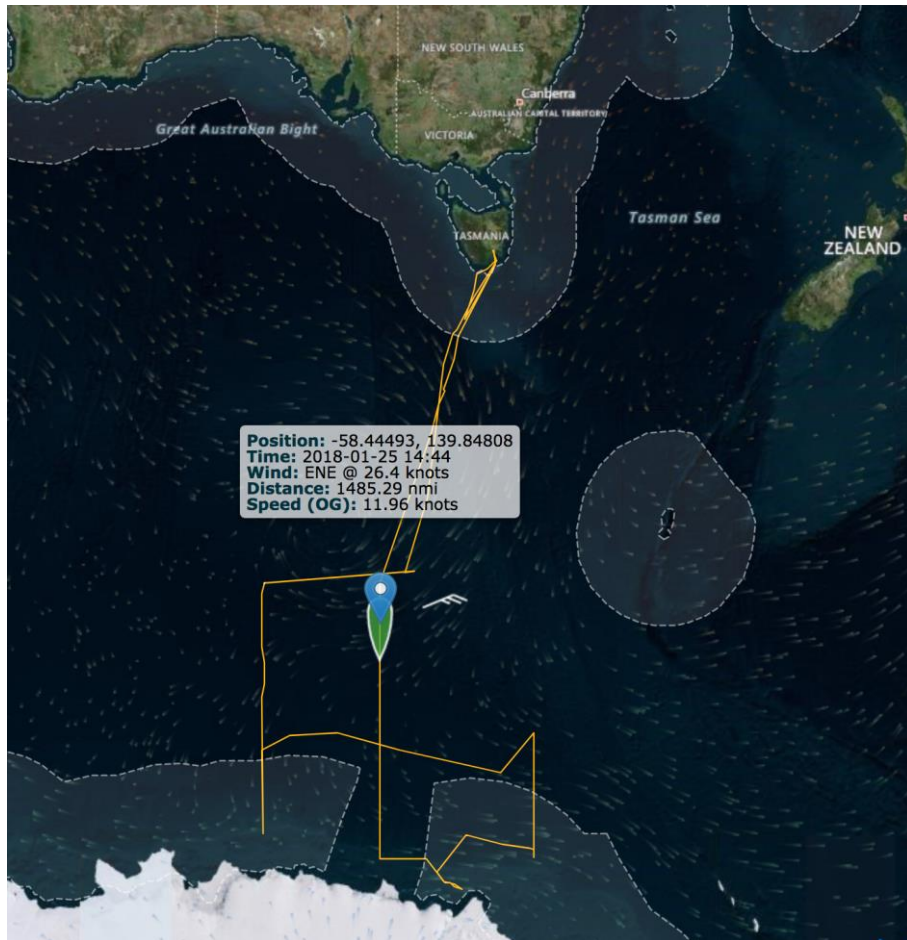 NEW SOUTH WALES
Canberra
AUSTRALIAN CAPITAL TERRITORY
Great Australian Bight
VICTORIA
Tasman Sea
TASMANIA
NEW
ZEALAND
Position: -58.44493, 139.84808
Time: 2018-01-25 14:44
Wind: ENE @ 26.4 knots
Distance: 1485.29 nmi
Speed (OG): 11.96 knots